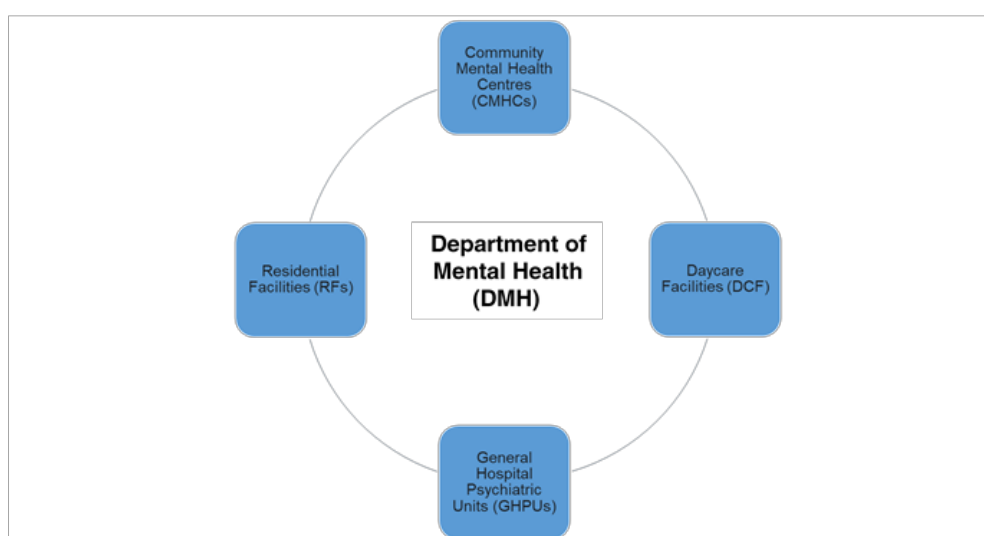 Community
Mental Health
Centres
(CMHCs)
Residential
Facilities (RFs)
Department of
Mental Health
(DMH)
Daycare
Facilities (DCF)
General
Hospital
Psychiatric
Units (GHPUs)